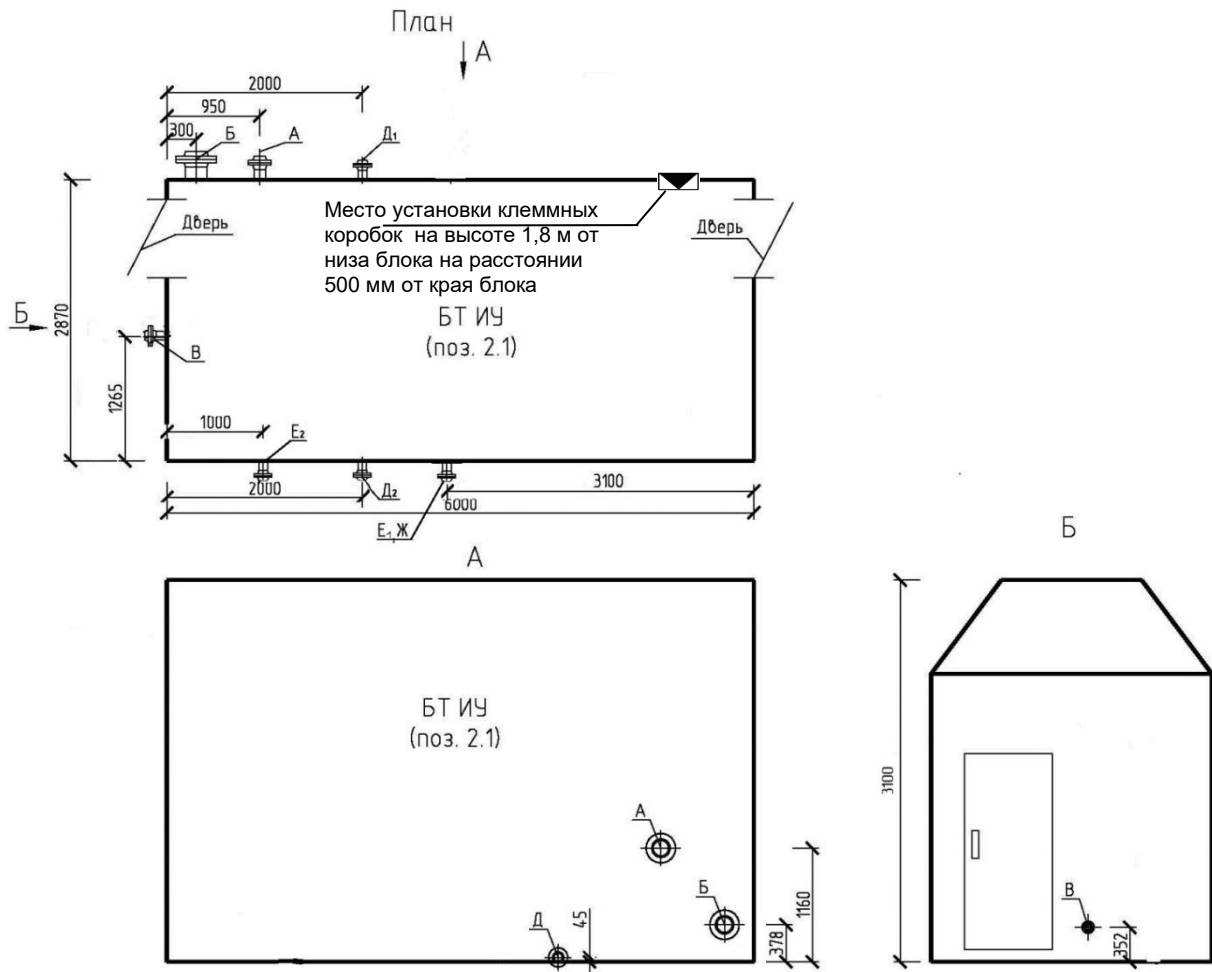 План
А
2000
950
300
Б
А
Д₁
Дверь
Место установки клеммных
коробок на высоте 1,8 м от
низа блока на расстоянии
500 мм от края блока
Дверь
Б
2870
БТ ИУ
(поз. 2.1)
В
1265
1000
Е₂
2000
Д₂
3100
6000
Е₁,Ж
А
Б
БТ ИУ
(поз. 2.1)
3100
А
Б
Д
45
378
1160
В
352